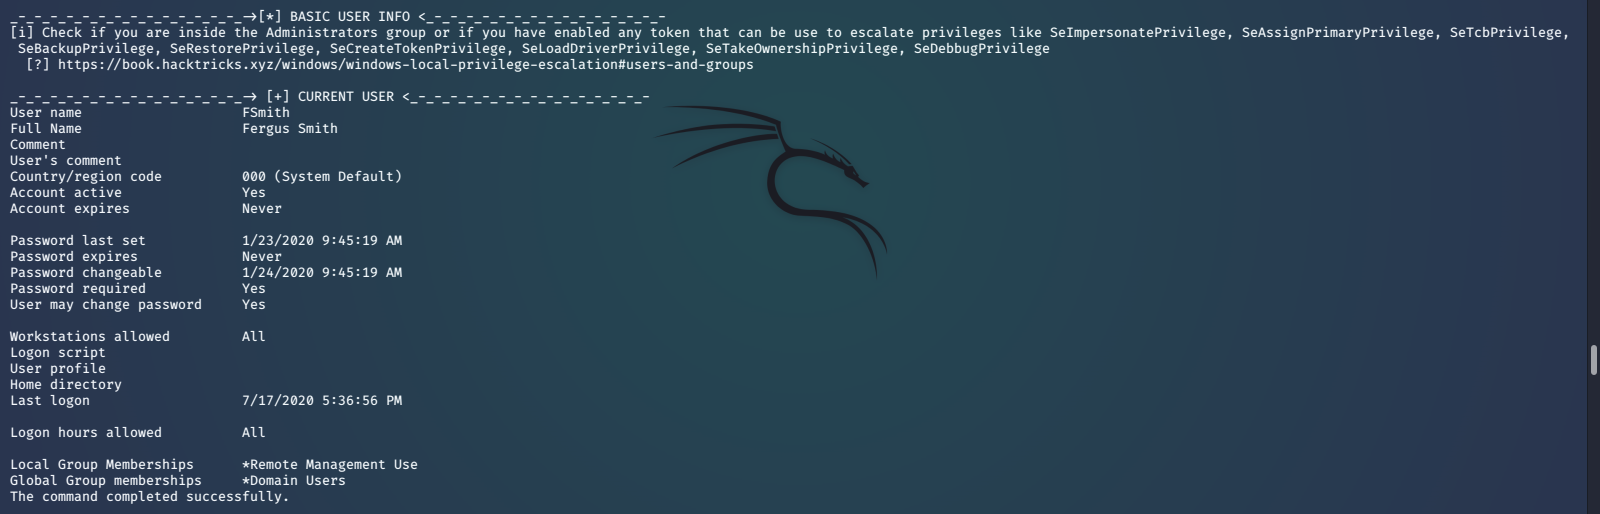 _-_-_-_-_-_-_-_-_-_-_-_-_-_-_->[*] BASIC USER INFO <_-_-_-_-_-_-_-_-_-_-_-_-_-_-_-
[i] Check if you are inside the Administrators group or if you have enabled any token that can be use to escalate privileges like SeImpersonatePrivilege, SeAssignPrimaryPrivilege, SeTcbPrivilege,
SeBackupPrivilege, SeRestorePrivilege, SeCreateTokenPrivilege, SeLoadDriverPrivilege, SeTakeOwnershipPrivilege, SeDebbugPrivilege
[?] https://book.hacktricks.xyz/windows/windows-local-privilege-escalation#users-and-groups
_-_-_-_-_-_-_-_-_-_-_-_-_-_-_-> [+] CURRENT USER <_-_-_-_-_-_-_-_-_-_-_-_-_-_-_-
User name                    FSmith
Full Name                    Fergus Smith
Comment
User's comment
Country/region code          000 (System Default)
Account active               Yes
Account expires              Never
Password last set            1/23/2020 9:45:19 AM
Password expires             Never
Password changeable          1/24/2020 9:45:19 AM
Password required            Yes
User may change password     Yes
Workstations allowed         All
Logon script
User profile
Home directory
Last logon                   7/17/2020 5:36:56 PM
Logon hours allowed          All
Local Group Memberships      *Remote Management Use
Global Group memberships     *Domain Users
The command completed successfully.